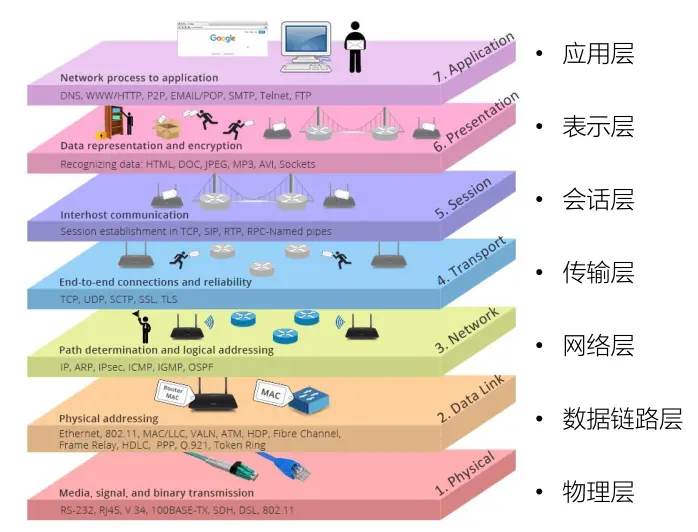 Google
Network process to application
DNS, WWW/HTTP, P2P, EMAIL/POP, SMTP, Telnet, FTP
7. Application
• 应用层
Data representation and encryption
Recognizing data: HTML, DOC, JPEG, MP3, AVI, Sockets
6. Presentation
• 表示层
Interhost communication
Session establishment in TCP, SIP, RTP, RPC-Named pipes
5. Session
• 会话层
End-to-end connections and reliability
TCP, UDP, SCTP, SSL, TLS
4. Transport
• 传输层
Path determination and logical addressing
IP, ARP, IPsec, ICMP, IGMP, OSPF
3. Network
• 网络层
Router
MAC
MAC
Physical addressing
Ethernet, 802.11, MAC/LLC, VALN, ATM, HDP, Fibre Channel,
Frame Relay, HDLC, PPP, Q.921, Token Ring
2. Data Link
• 数据链路层
Media, signal, and binary transmission
RS-232, RJ45, V.34, 100BASE-TX, SDH, DSL, 802.11
1. Physical
• 物理层